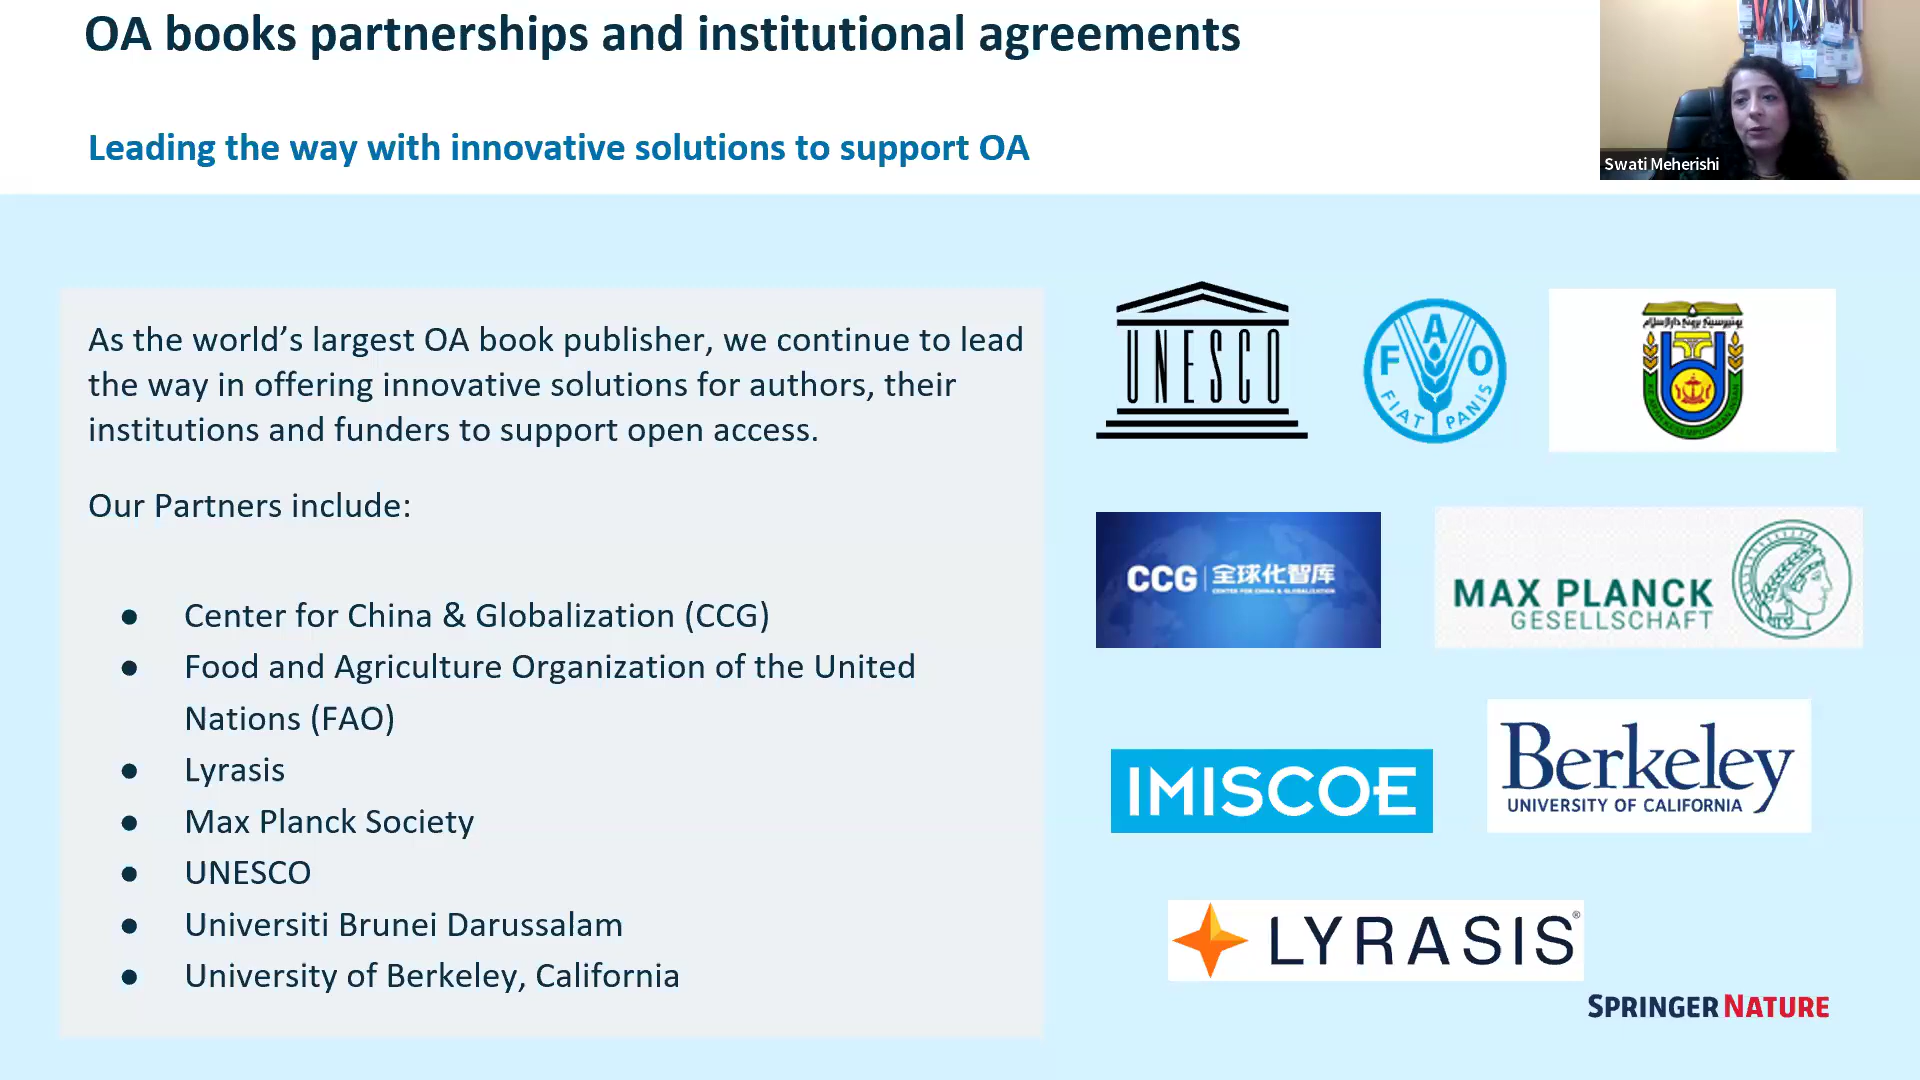 OA books partnerships and institutional agreements
Leading the way with innovative solutions to support OA
Swati Meherishi
As the world’s largest OA book publisher, we continue to lead
the way in offering innovative solutions for authors, their
institutions and funders to support open access.
Our Partners include:
● Center for China & Globalization (CCG)
● Food and Agriculture Organization of the United
Nations (FAO)
● Lyrasis
● Max Planck Society
● UNESCO
● Universiti Brunei Darussalam
● University of Berkeley, California
UNESCO
FAO
FIAT PANIS
CCG 全球化智库
CENTER FOR CHINA & GLOBALIZATION
MAX PLANCK
GESELLSCHAFT
IMISCOE
Berkeley
UNIVERSITY OF CALIFORNIA
LYRASIS®
SPRINGER NATURE